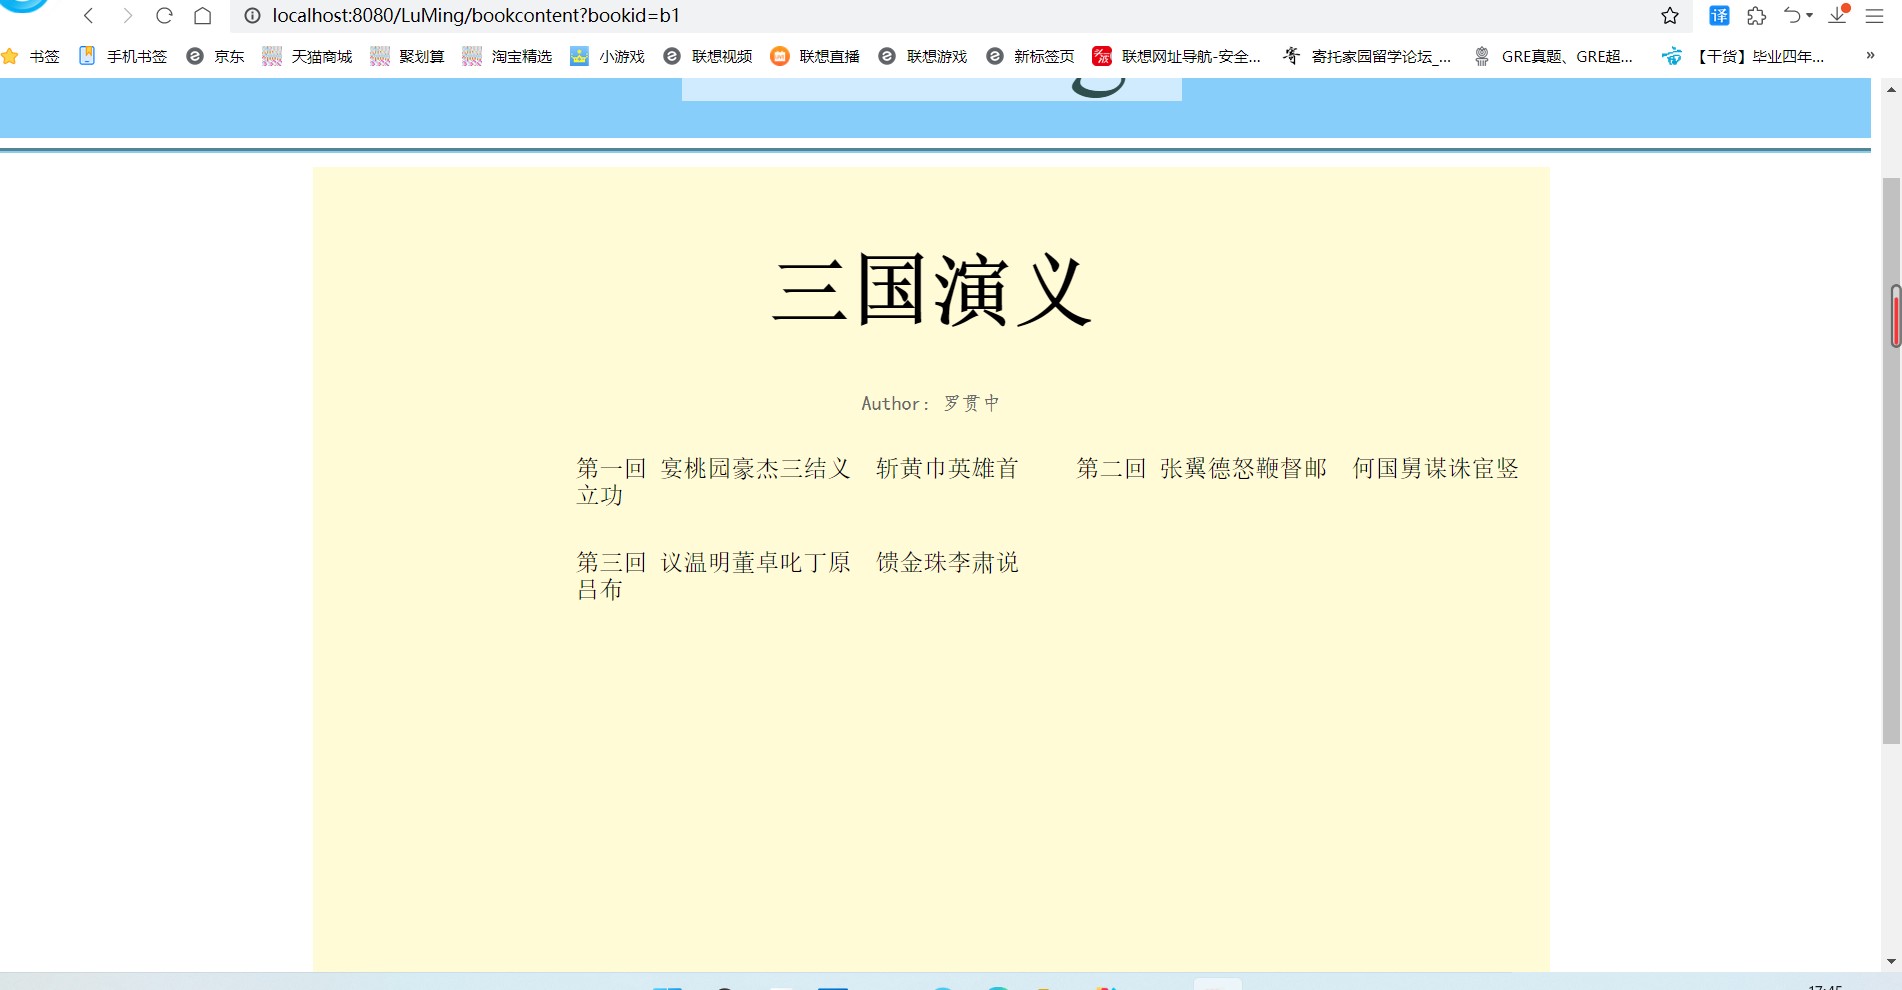 localhost:8080/LuMing/bookcontent?bookid=b1
译
书签 手机书签 京东 天猫商城 聚划算 淘宝精选 小游戏 联想视频 联想直播 联想游戏 新标签页 联想网址导航-安全... 寄托家园留学论坛_... GRE真题、GRE超... 【干货】毕业四年... »
三国演义
Author: 罗贯中
第一回 宴桃园豪杰三结义　斩黄巾英雄首
立功
第二回 张翼德怒鞭督邮　何国舅谋诛宦竖
第三回 议温明董卓叱丁原　馈金珠李肃说
吕布